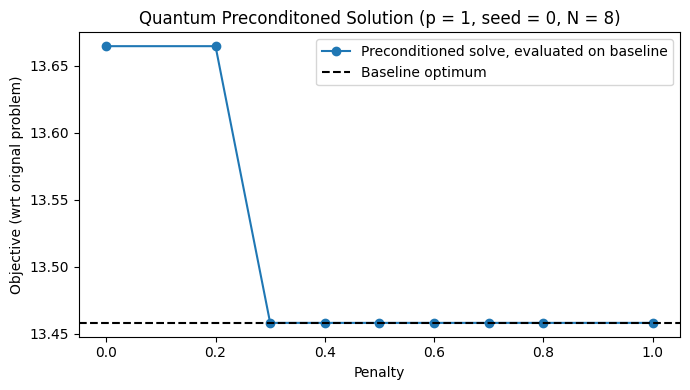 Quantum Preconditoned Solution (p = 1, seed = 0, N = 8)
Preconditioned solve, evaluated on baseline
Baseline optimum
Objective (wrt orignal problem)
13.65
13.60
13.55
13.50
13.45
0.0 0.2 0.4 0.6 0.8 1.0
Penalty